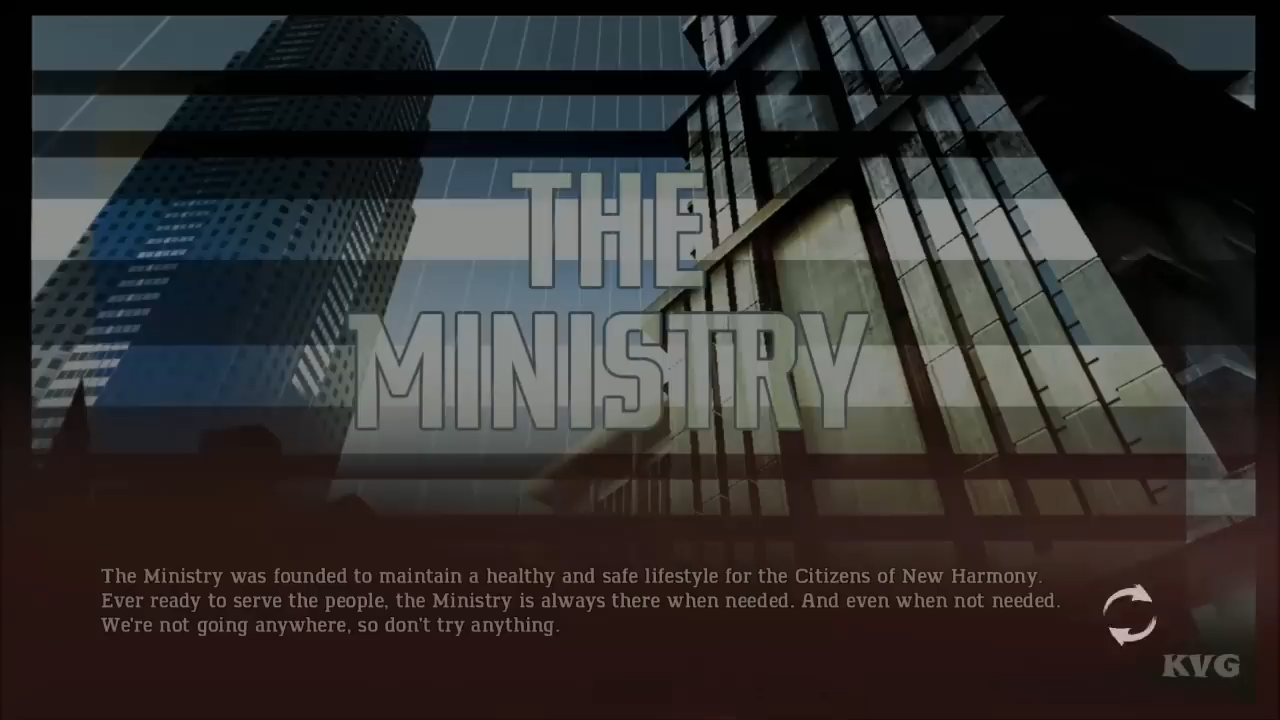 THE
MINISTRY
The Ministry was founded to maintain a healthy and safe lifestyle for the Citizens of New Harmony.
Ever ready to serve the people, the Ministry is always there when needed. And even when not needed.
We're not going anywhere, so don't try anything.
KVG